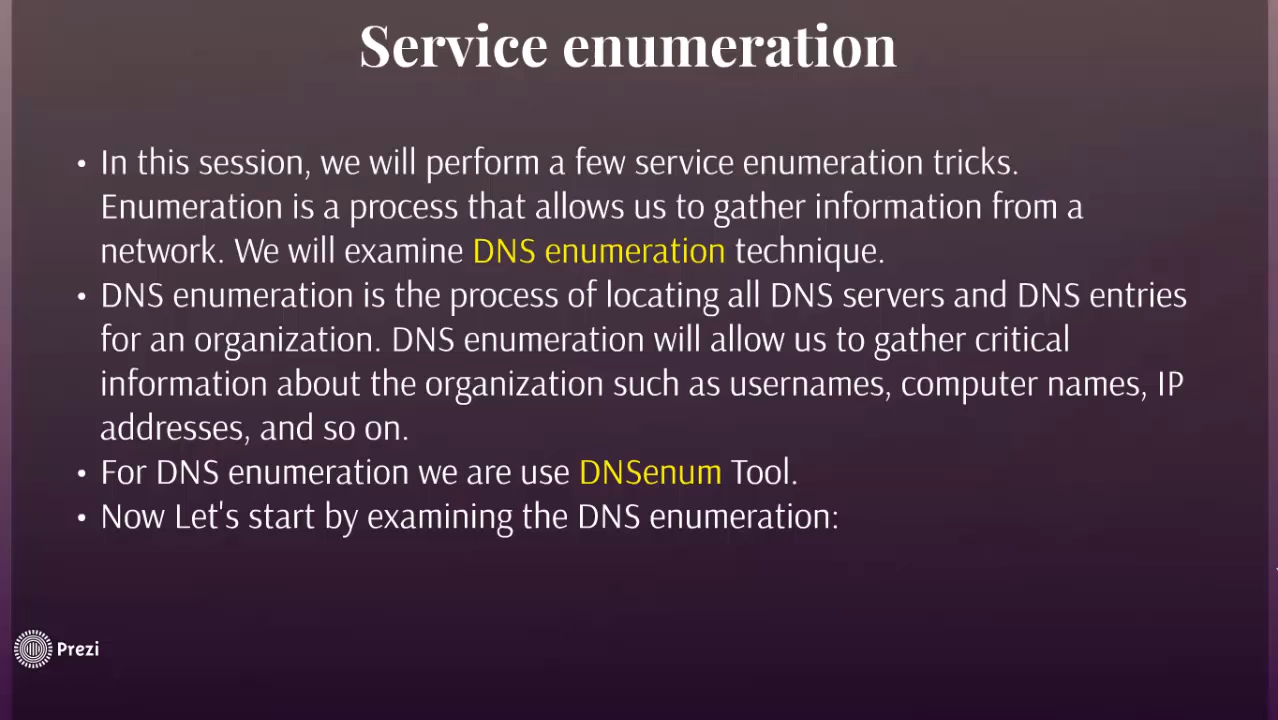 Service enumeration
• In this session, we will perform a few service enumeration tricks.
Enumeration is a process that allows us to gather information from a
network. We will examine DNS enumeration technique.
• DNS enumeration is the process of locating all DNS servers and DNS entries
for an organization. DNS enumeration will allow us to gather critical
information about the organization such as usernames, computer names, IP
addresses, and so on.
• For DNS enumeration we are use DNSenum Tool.
• Now Let's start by examining the DNS enumeration:
Prezi